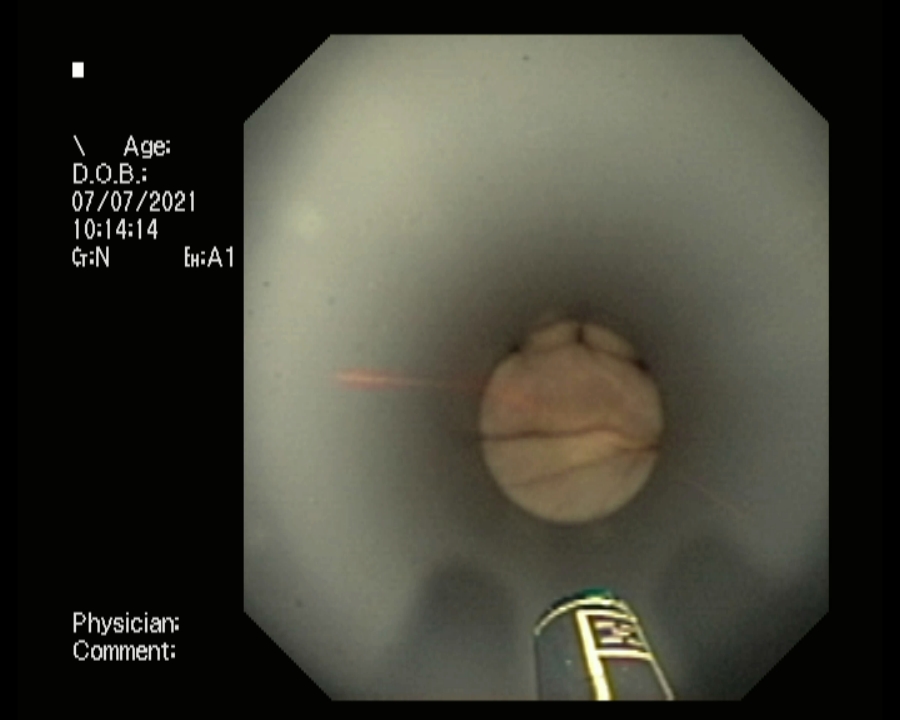 \ Age:
D.O.B.:
07/07/2021
10:14:14
Cr:N EH:A1
Physician:
Comment: